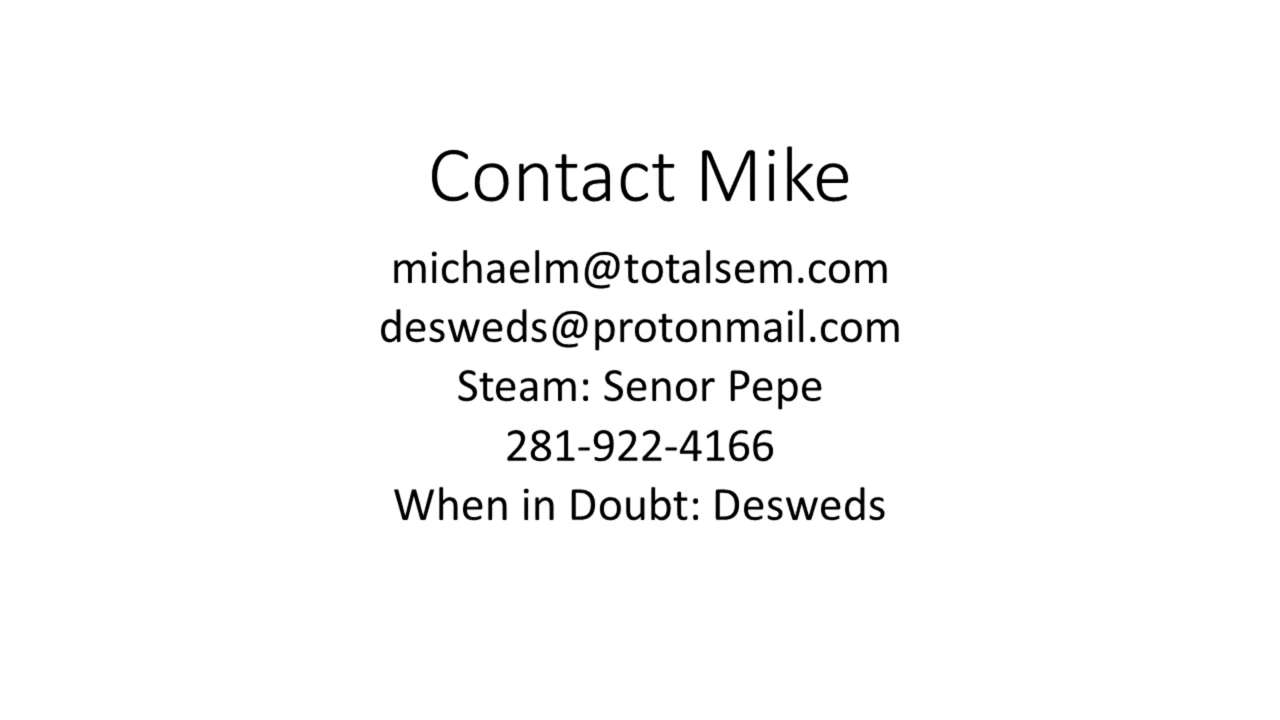 Contact Mike
michaelm@totalsem.com
desweds@protonmail.com
Steam: Senor Pepe
281-922-4166
When in Doubt: Desweds